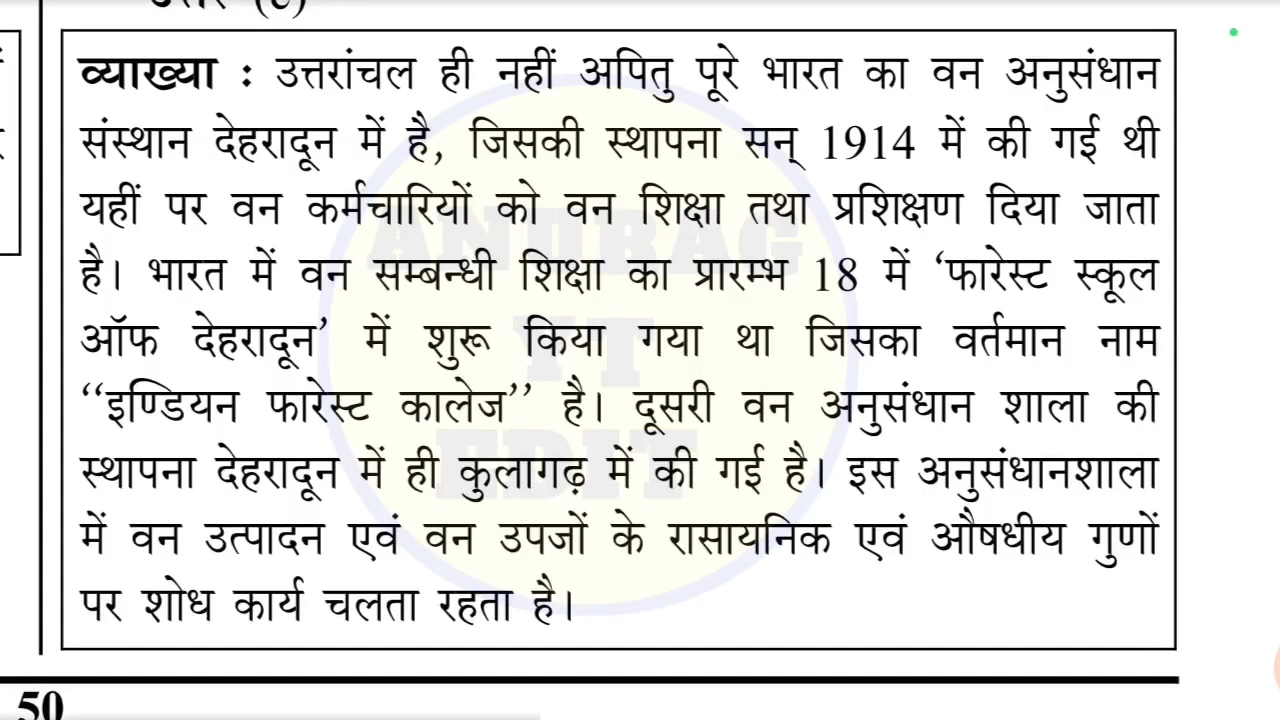 व्याख्या : उत्तरांचल ही नहीं अपितु पूरे भारत का वन अनुसंधान
संस्थान देहरादून में है, जिसकी स्थापना सन् 1914 में की गई थी
यहीं पर वन कर्मचारियों को वन शिक्षा तथा प्रशिक्षण दिया जाता
है। भारत में वन सम्बन्धी शिक्षा का प्रारम्भ 18 में ‘फारेस्ट स्कूल
ऑफ देहरादून’ में शुरू किया गया था जिसका वर्तमान नाम
‘‘इण्डियन फारेस्ट कालेज’’ है। दूसरी वन अनुसंधान शाला की
स्थापना देहरादून में ही कुलागढ़ में की गई है। इस अनुसंधानशाला
में वन उत्पादन एवं वन उपजों के रासायनिक एवं औषधीय गुणों
पर शोध कार्य चलता रहता है।
50
ANURAG
YT
EDIT